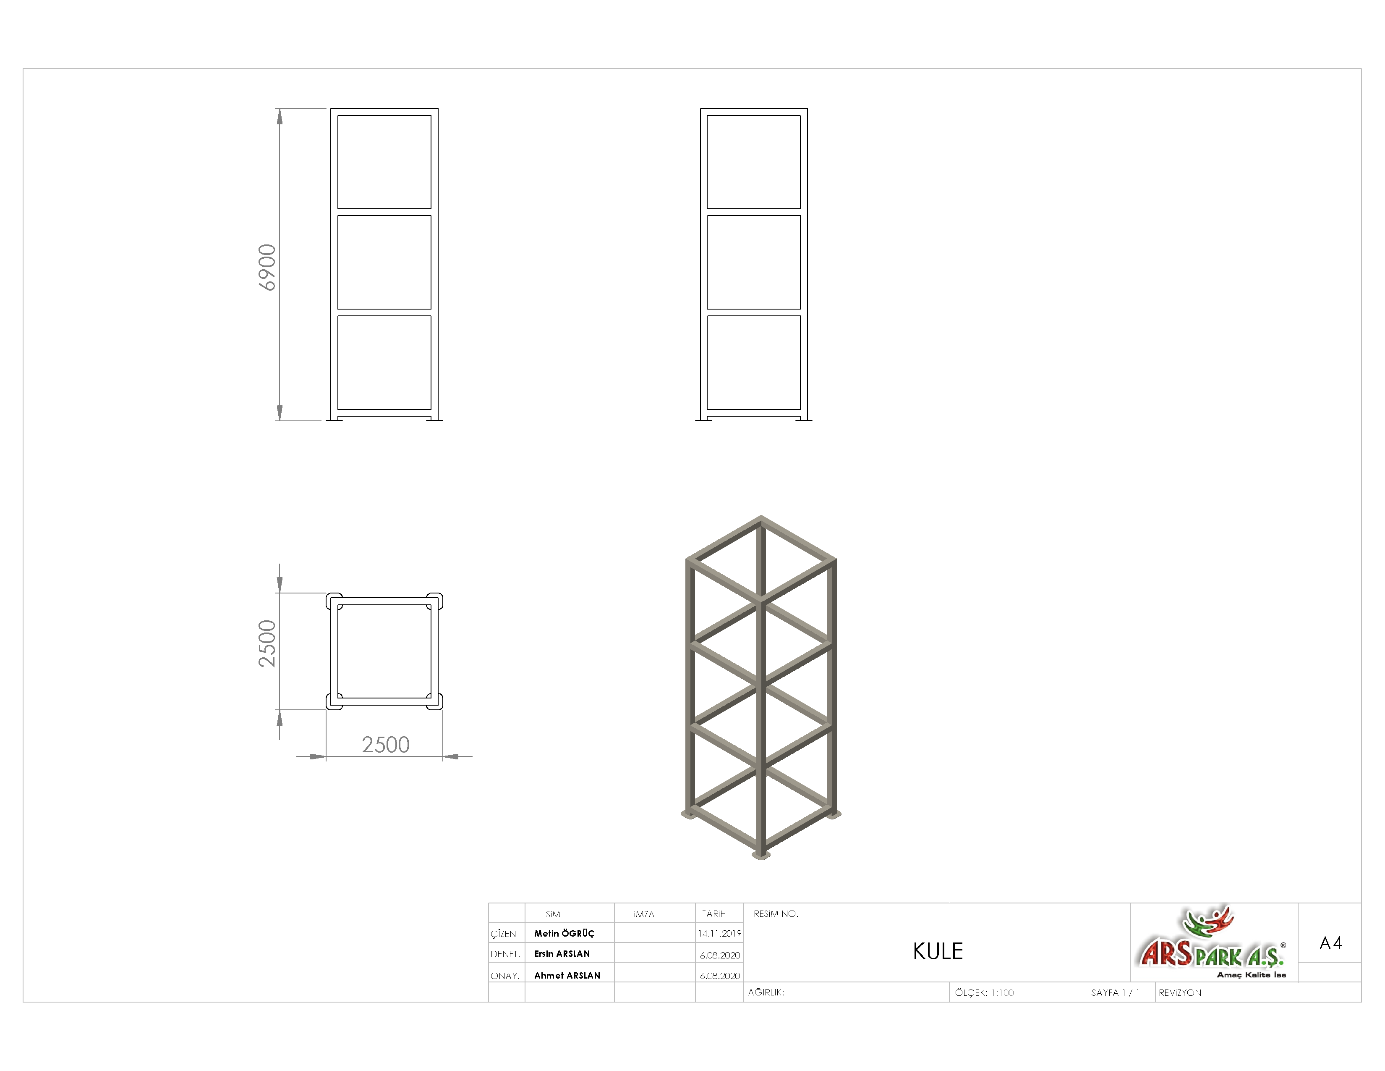 6900
2500
2500
İSİM
İMZA
TARİH
RESİM NO.
ÇİZEN
Metin ÖGRÜÇ
14.11.2019
DENET.
Ersin ARSLAN
6.08.2020
ONAY.
Ahmet ARSLAN
6.08.2020
KULE
ARSPARK A.Ş.®
Amaç Kalite ise
A4
AĞIRLIK:
ÖLÇEK: 1:100
SAYFA 1 / 1
REVİZYON